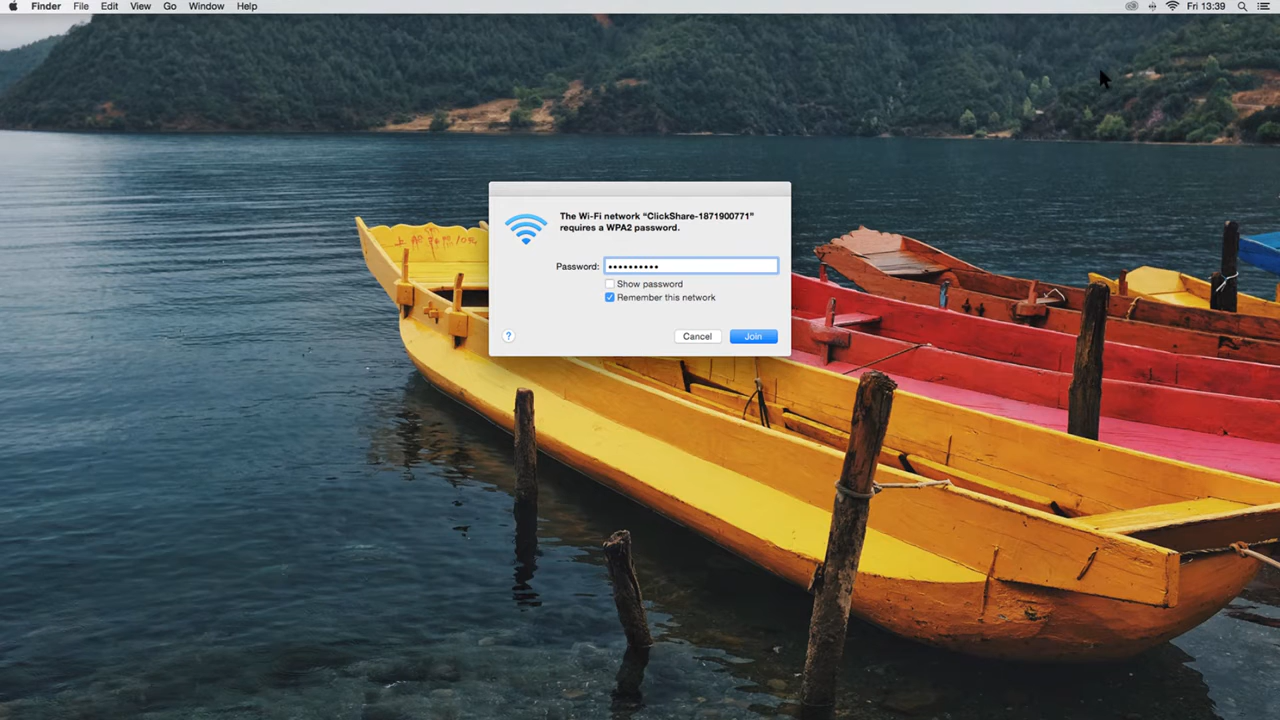 Finder File Edit View Go Window Help Fri 13:39
The Wi-Fi network “ClickShare-1871900771”
requires a WPA2 password.
Password: ••••••••••
Show password
Remember this network
? Cancel Join